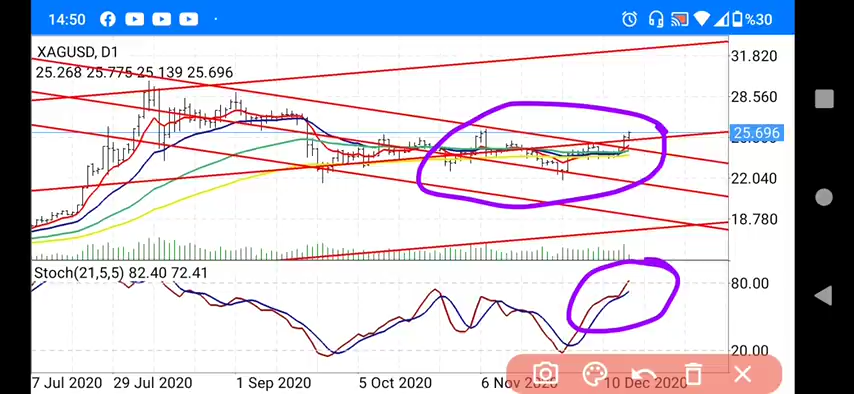 14:50
%30
XAGUSD, D1
25.268 25.775 25.139 25.696
31.820
28.560
25.696
22.040
18.780
Stoch(21,5,5) 82.40 72.41
80.00
20.00
7 Jul 2020 29 Jul 2020 1 Sep 2020 5 Oct 2020 6 Nov 2020 10 Dec 2020